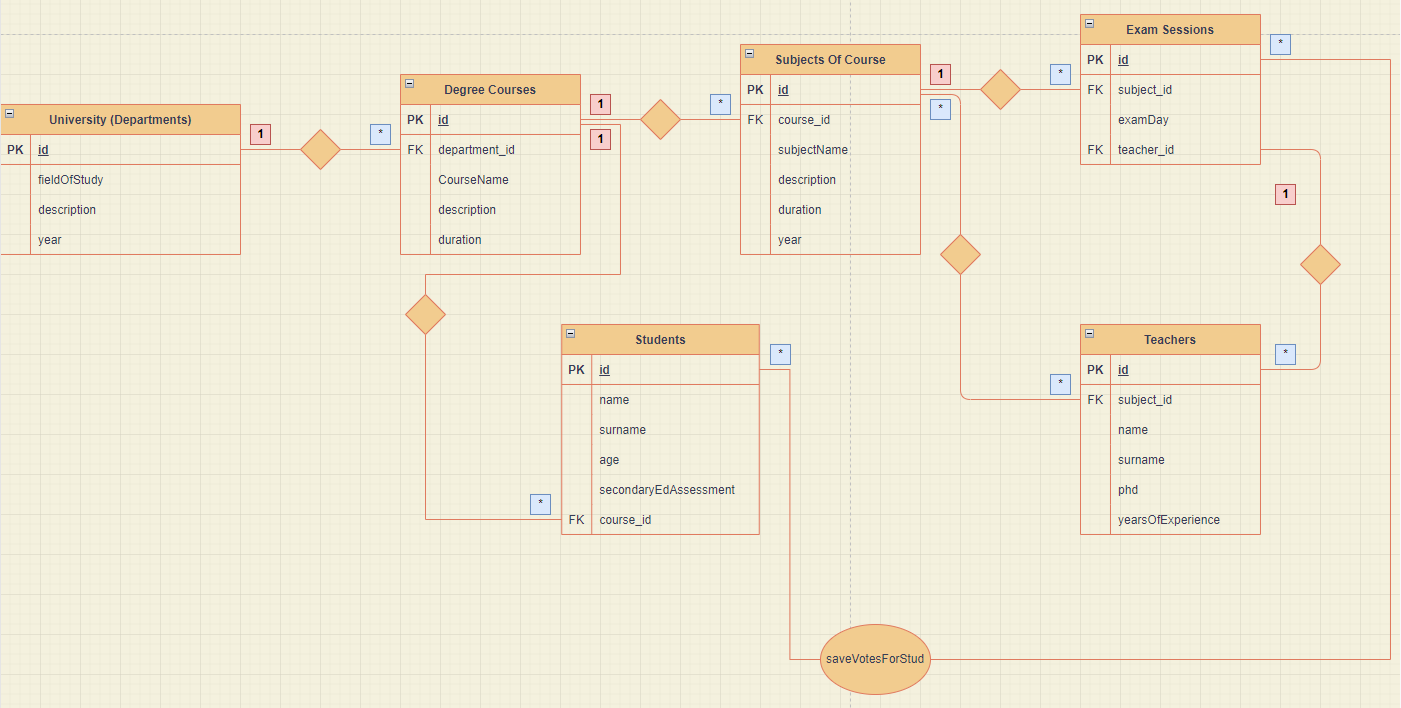 University (Departments)
PK id
fieldOfStudy
description
year
1
*
Degree Courses
PK id
FK department_id
CourseName
description
duration
1
1
*
Subjects Of Course
PK id
FK course_id
subjectName
description
duration
year
1
*
*
Exam Sessions
PK id
FK subject_id
examDay
FK teacher_id
*
1
Students
PK id
name
surname
age
secondaryEdAssessment
FK course_id
*
*
Teachers
PK id
FK subject_id
name
surname
phd
yearsOfExperience
*
*
saveVotesForStud